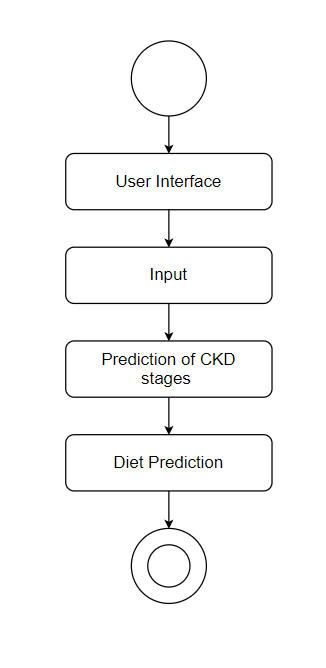 User Interface
Input
Prediction of CKD
stages
Diet Prediction